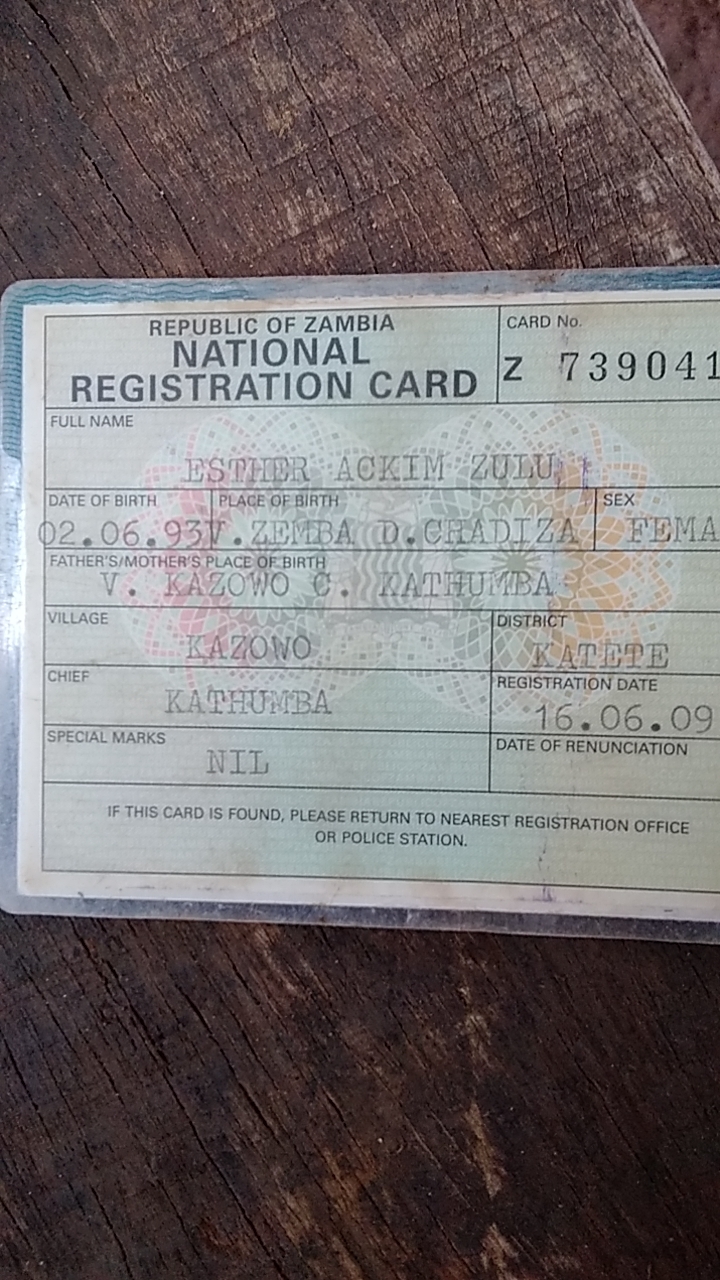 REPUBLIC OF ZAMBIA
NATIONAL
REGISTRATION CARD
CARD No.
Z 739041
FULL NAME
ESTHER ACKIM ZULU
DATE OF BIRTH
02.06.93
PLACE OF BIRTH
V.ZEMBA D.CHADIZA
SEX
FEMA
FATHER'S/MOTHER'S PLACE OF BIRTH
V. KAZOWO C. KATHUMBA
VILLAGE
KAZOWO
DISTRICT
KATETE
CHIEF
KATHUMBA
REGISTRATION DATE
16.06.09
SPECIAL MARKS
NIL
DATE OF RENUNCIATION
IF THIS CARD IS FOUND, PLEASE RETURN TO NEAREST REGISTRATION OFFICE
OR POLICE STATION.